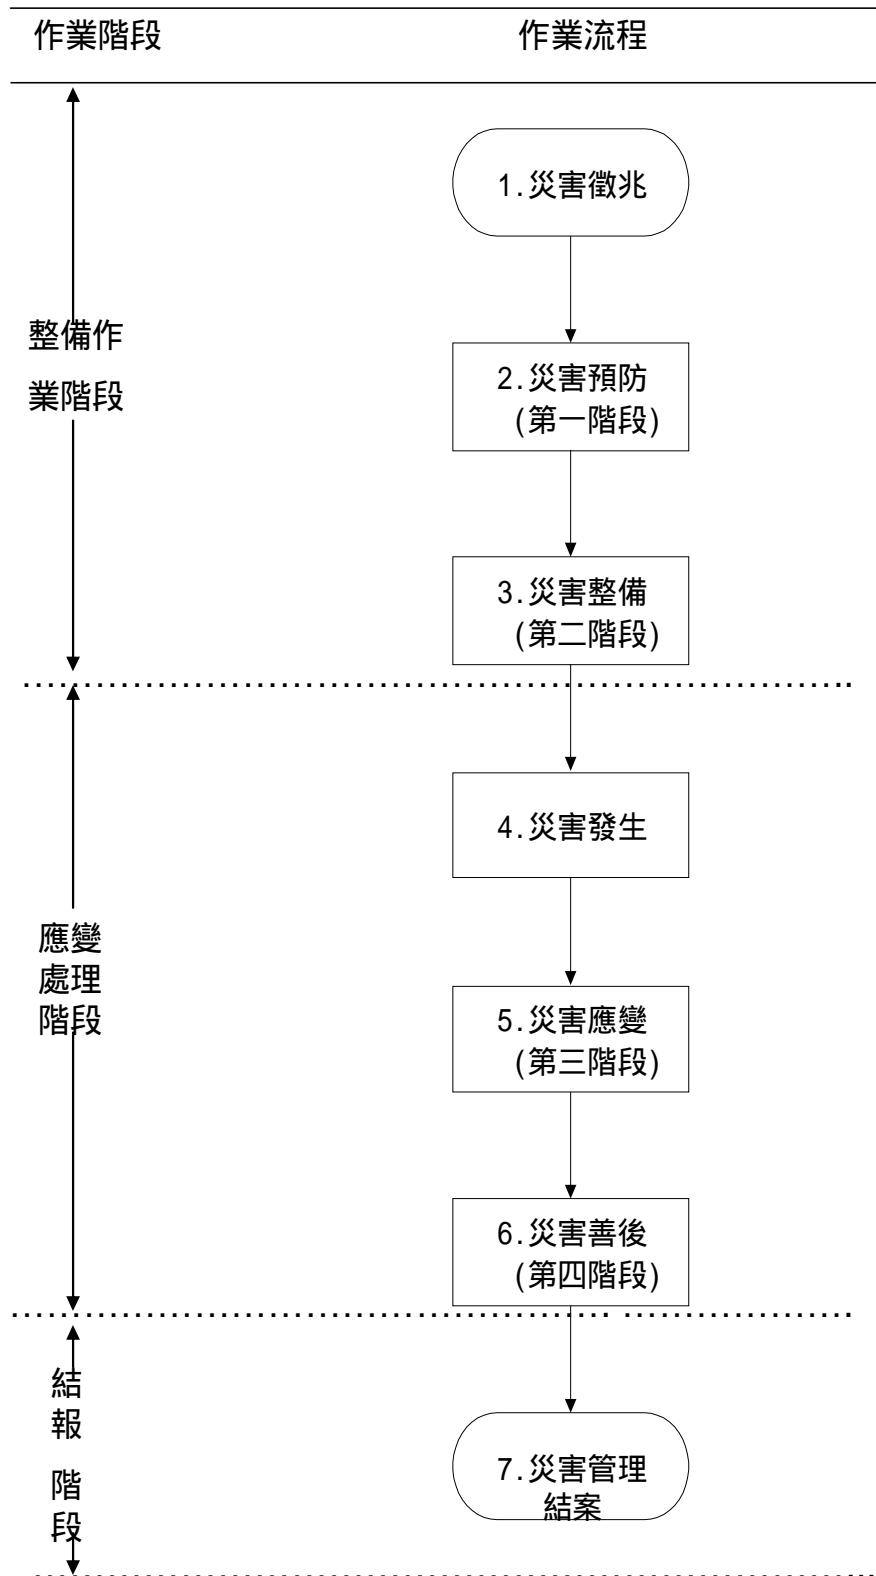 作業階段 作業流程
1.災害徵兆
整備作
業階段
2.災害預防
(第一階段)
3.災害整備
(第二階段)
4.災害發生
應變
處理
階段
5.災害應變
(第三階段)
6.災害善後
(第四階段)
結
報
階
段
7.災害管理
結案